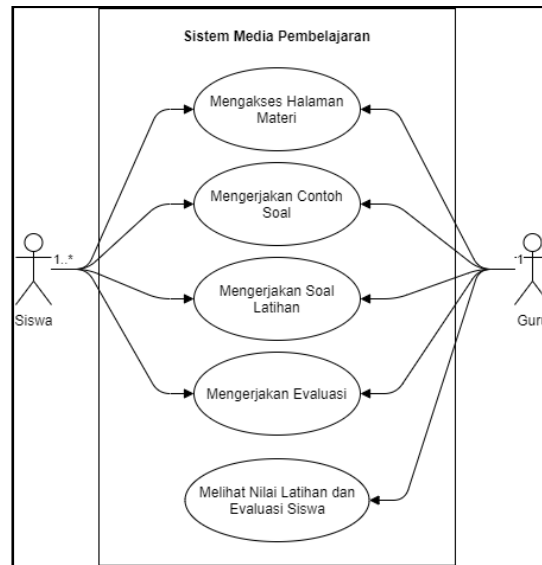 Sistem Media Pembelajaran
Mengakses Halaman
Materi
Mengerjakan Contoh
Soal
1..*
1
Siswa
Guru
Mengerjakan Soal
Latihan
Mengerjakan Evaluasi
Melihat Nilai Latihan dan
Evaluasi Siswa